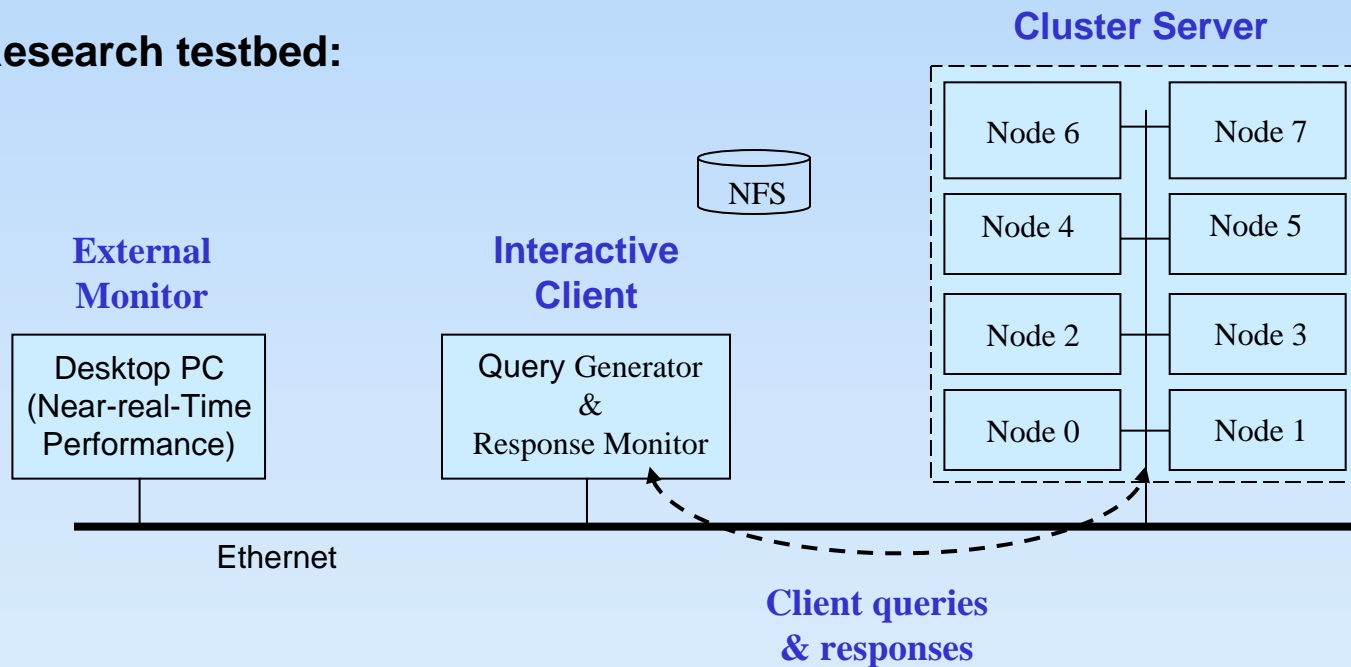 esearch testbed:
Cluster Server
Node 6
Node 7
NFS
Node 4
Node 5
External
Monitor
Interactive
Client
Node 2
Node 3
Desktop PC
(Near-real-Time
Performance)
Query Generator
&
Response Monitor
Node 0
Node 1
Ethernet
Client queries
& responses